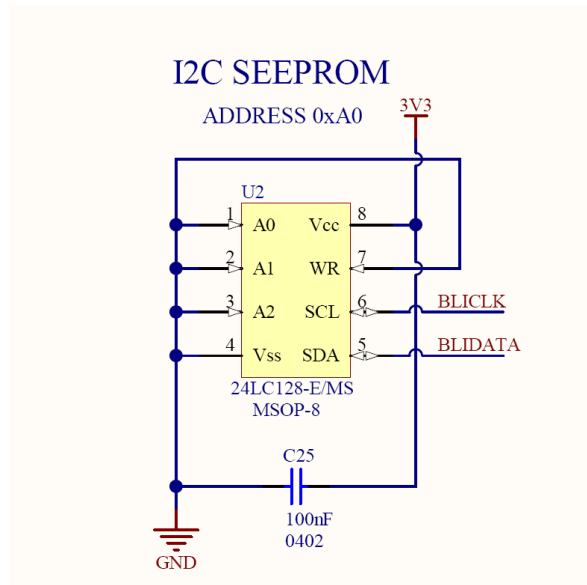 I2C SEEPROM
ADDRESS 0xA0
3V3
U2
1 A0 Vcc 8
2 A1 WR 7
3 A2 SCL 6 BLICLK
4 Vss SDA 5 BLIDATA
24LC128-E/MS
MSOP-8
C25
100nF
0402
GND